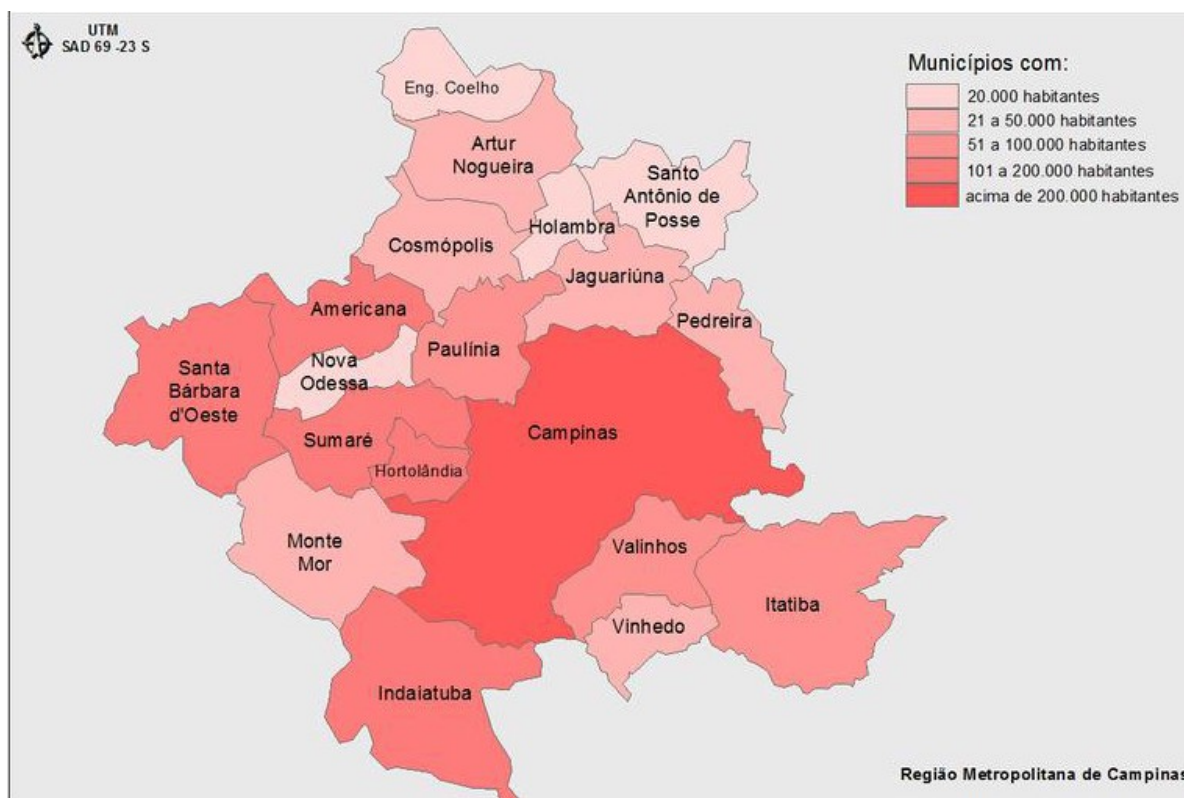 UTM
SAD 69 -23 S
Municípios com:
20.000 habitantes
21 a 50.000 habitantes
51 a 100.000 habitantes
101 a 200.000 habitantes
acima de 200.000 habitantes
Eng. Coelho
Artur
Nogueira
Santo
Antônio de
Posse
Holambra
Cosmópolis
Jaguariúna
Americana
Pedreira
Paulínia
Nova
Odessa
Santa
Bárbara
d'Oeste
Sumaré
Campinas
Hortolândia
Monte
Mor
Valinhos
Itatiba
Vinhedo
Indaiatuba
Região Metropolitana de Campinas